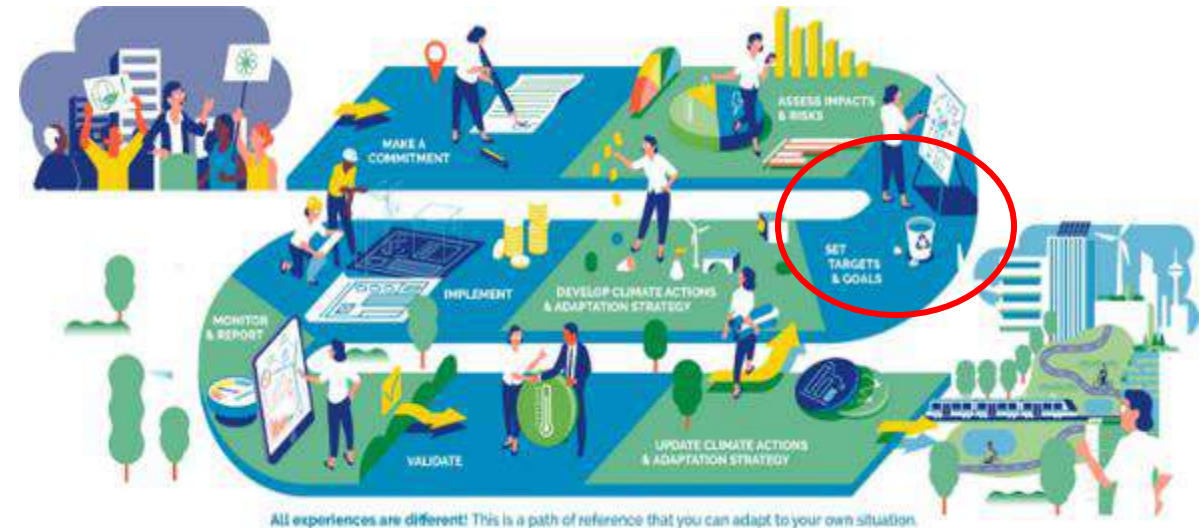 MAKE A
COMMITMENT
ASSESS IMPACTS
& RISKS
SET
TARGETS
& GOALS
DEVELOP CLIMATE ACTIONS
& ADAPTATION STRATEGY
IMPLEMENT
MONITOR
& REPORT
VALIDATE
UPDATE CLIMATE ACTIONS
& ADAPTATION STRATEGY
All experiences are different! This is a path of reference that you can adapt to your own situation.